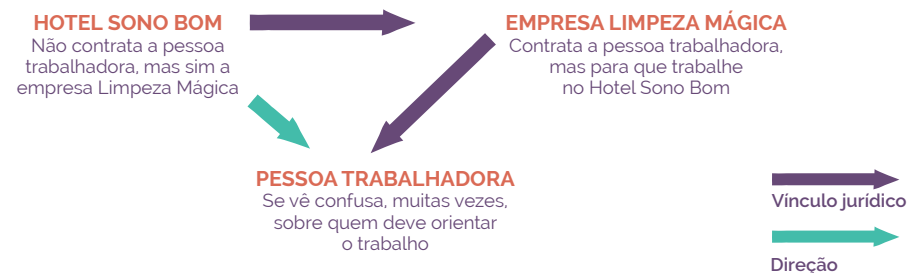 HOTEL SONO BOM
Não contrata a pessoa
trabalhadora, mas sim a
empresa Limpeza Mágica
EMPRESA LIMPEZA MÁGICA
Contrata a pessoa trabalhadora,
mas para que trabalhe
no Hotel Sono Bom
PESSOA TRABALHADORA
Se vê confusa, muitas vezes,
sobre quem deve orientar
o trabalho
Vínculo jurídico
Direção